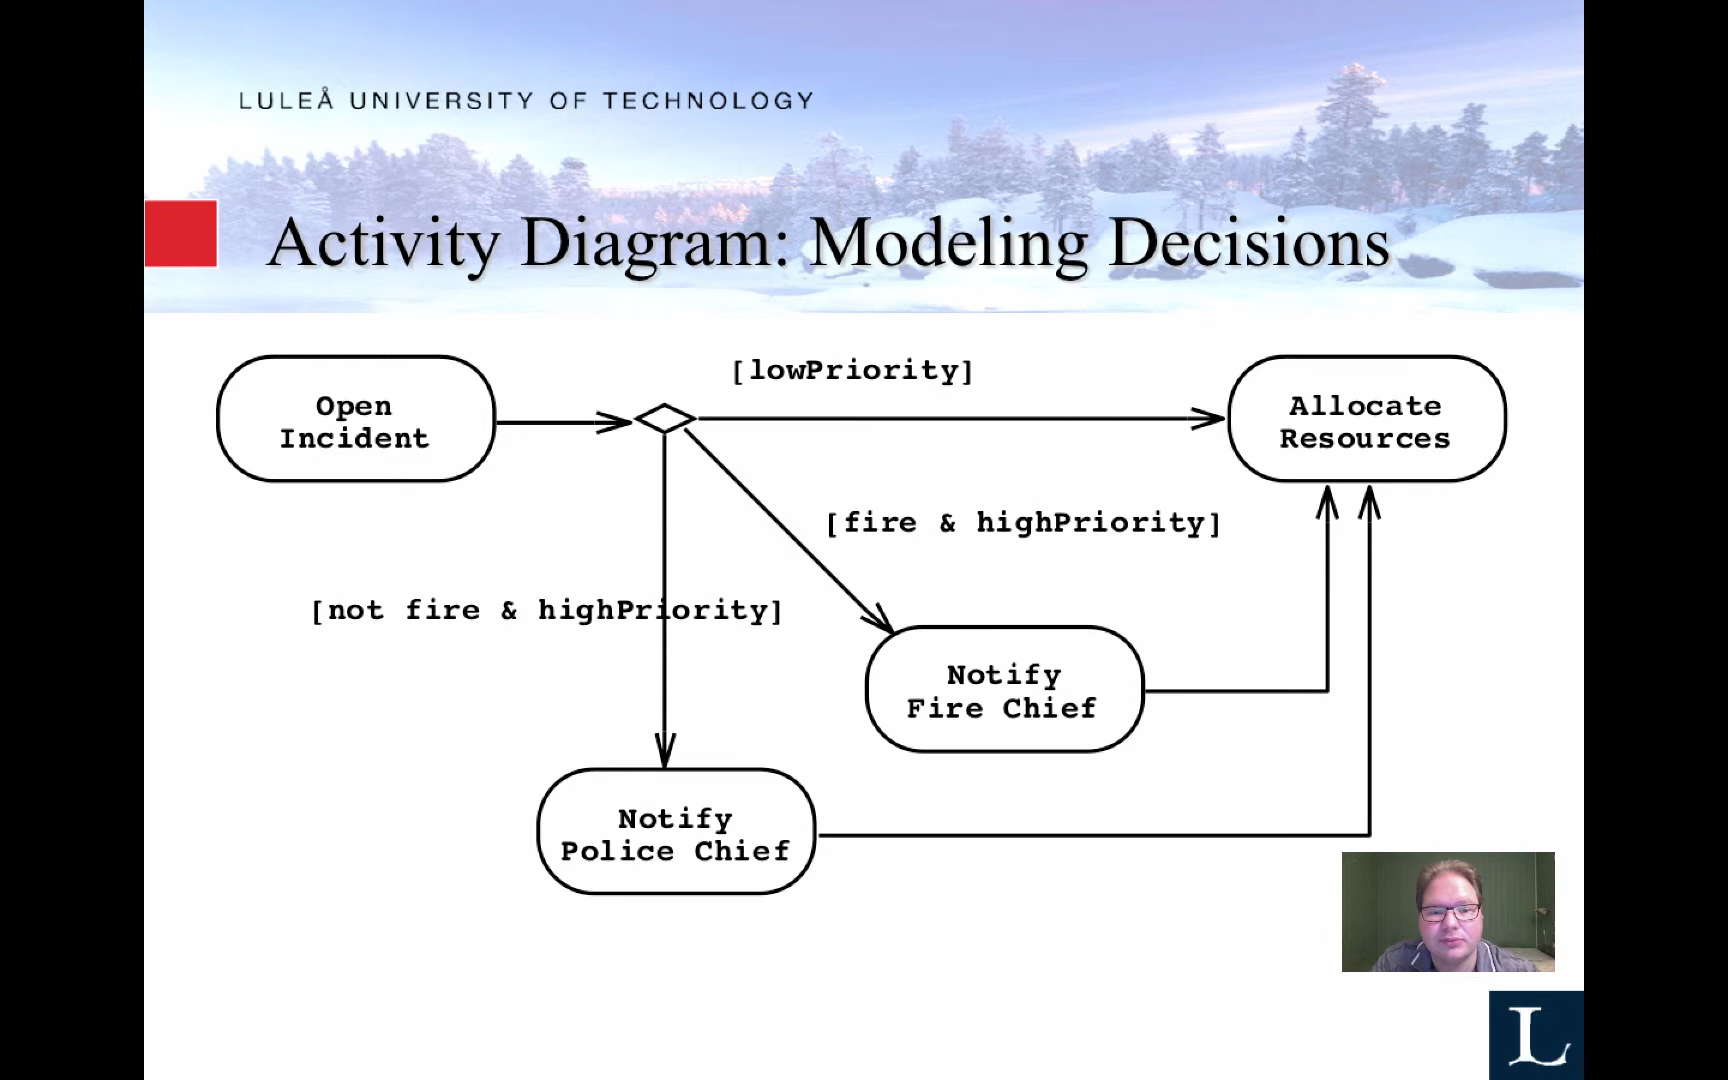 LULEÅ UNIVERSITY OF TECHNOLOGY
Activity Diagram: Modeling Decisions
[lowPriority]
Open
Incident
Allocate
Resources
[fire & highPriority]
[not fire & highPriority]
Notify
Fire Chief
Notify
Police Chief
L